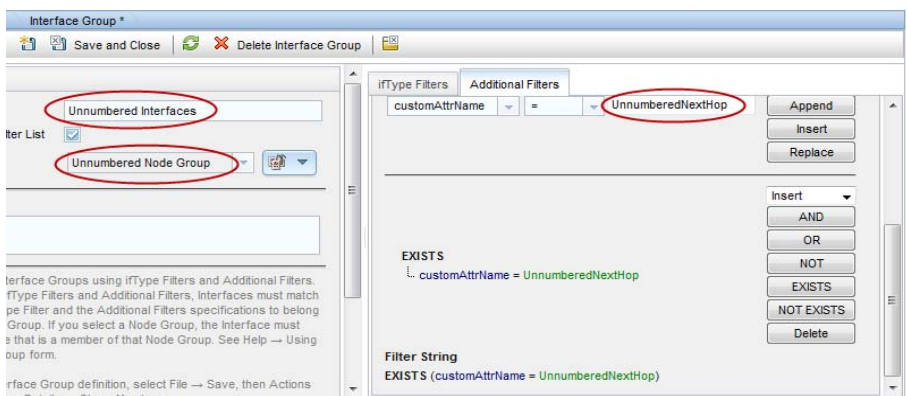 Interface Group *
Save and Close
Delete Interface Group
Unnumbered Interfaces
ter List
Unnumbered Node Group
terface Groups using ifType Filters and Additional Filters.
fType Filters and Additional Filters, Interfaces must match
pe Filter and the Additional Filters specifications to belong
Group. If you select a Node Group, the Interface must
e that is a member of that Node Group. See Help → Using
oup form.
rface Group definition, select File → Save, then Actions
ifType Filters
Additional Filters
customAttrName = UnnumberedNextHop
Append
Insert
Replace
Insert
AND
OR
NOT
EXISTS
NOT EXISTS
Delete
EXISTS
customAttrName = UnnumberedNextHop
Filter String
EXISTS (customAttrName = UnnumberedNextHop)